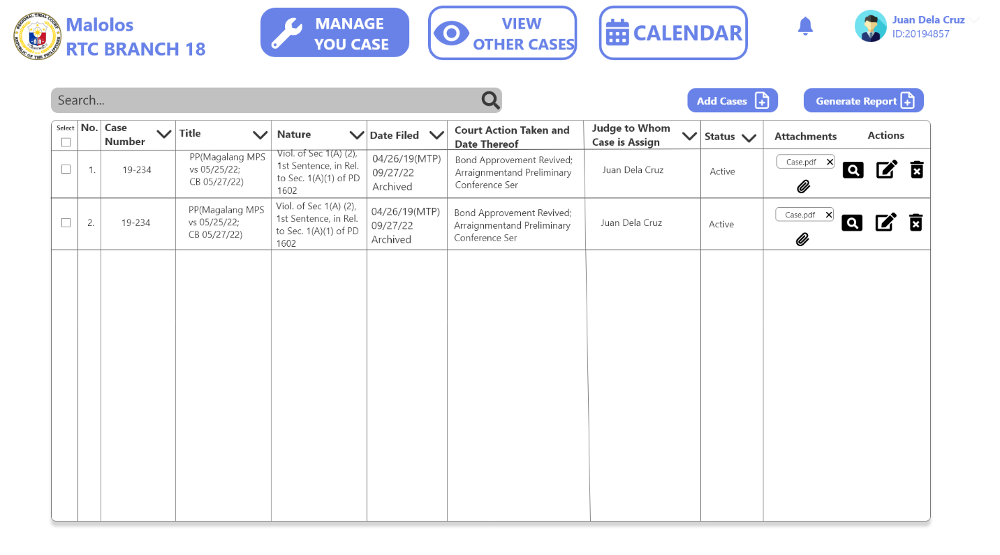 REGIONAL TRIAL COURT
REPUBLIC OF THE PHILIPPINES
Malolos
RTC BRANCH 18
MANAGE
YOU CASE
VIEW
OTHER CASES
CALENDAR
Juan Dela Cruz
ID:20194857
Search...
Add Cases
Generate Report
Select
No.
Case
Number
Title
Nature
Date Filed
Court Action Taken and
Date Thereof
Judge to Whom
Case is Assign
Status
Attachments
Actions
1.
19-234
PP(Magalang MPS
vs 05/25/22;
CB 05/27/22)
Viol. of Sec 1(A) (2),
1st Sentence, in Rel.
to Sec. 1(A)(1) of PD
1602
04/26/19(MTP)
09/27/22
Archived
Bond Approvement Revived;
Arraignmentand Preliminary
Conference Ser
Juan Dela Cruz
Active
Case.pdf
2.
19-234
PP(Magalang MPS
vs 05/25/22;
CB 05/27/22)
Viol. of Sec 1(A) (2),
1st Sentence, in Rel.
to Sec. 1(A)(1) of PD
1602
04/26/19(MTP)
09/27/22
Archived
Bond Approvement Revived;
Arraignmentand Preliminary
Conference Ser
Juan Dela Cruz
Active
Case.pdf